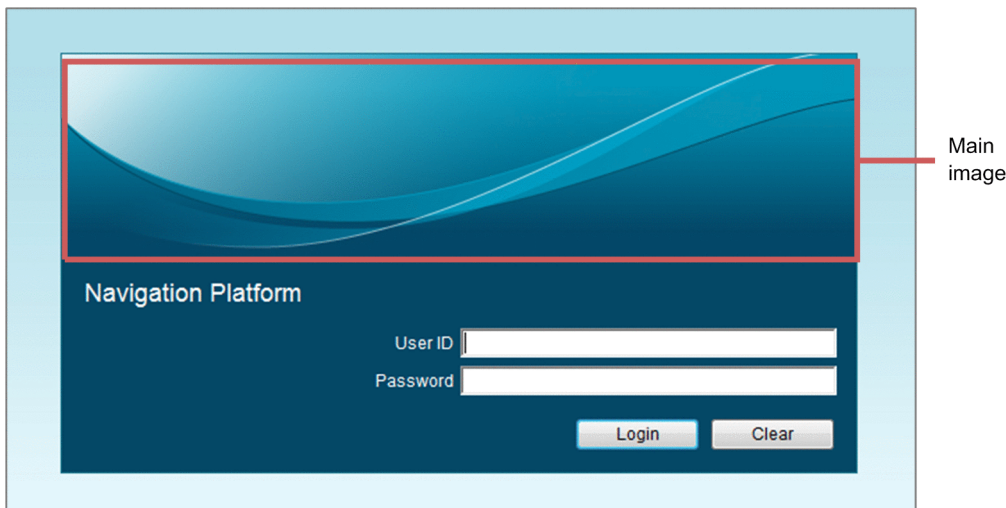 Main
image
Navigation Platform
User ID
Password
Login Clear